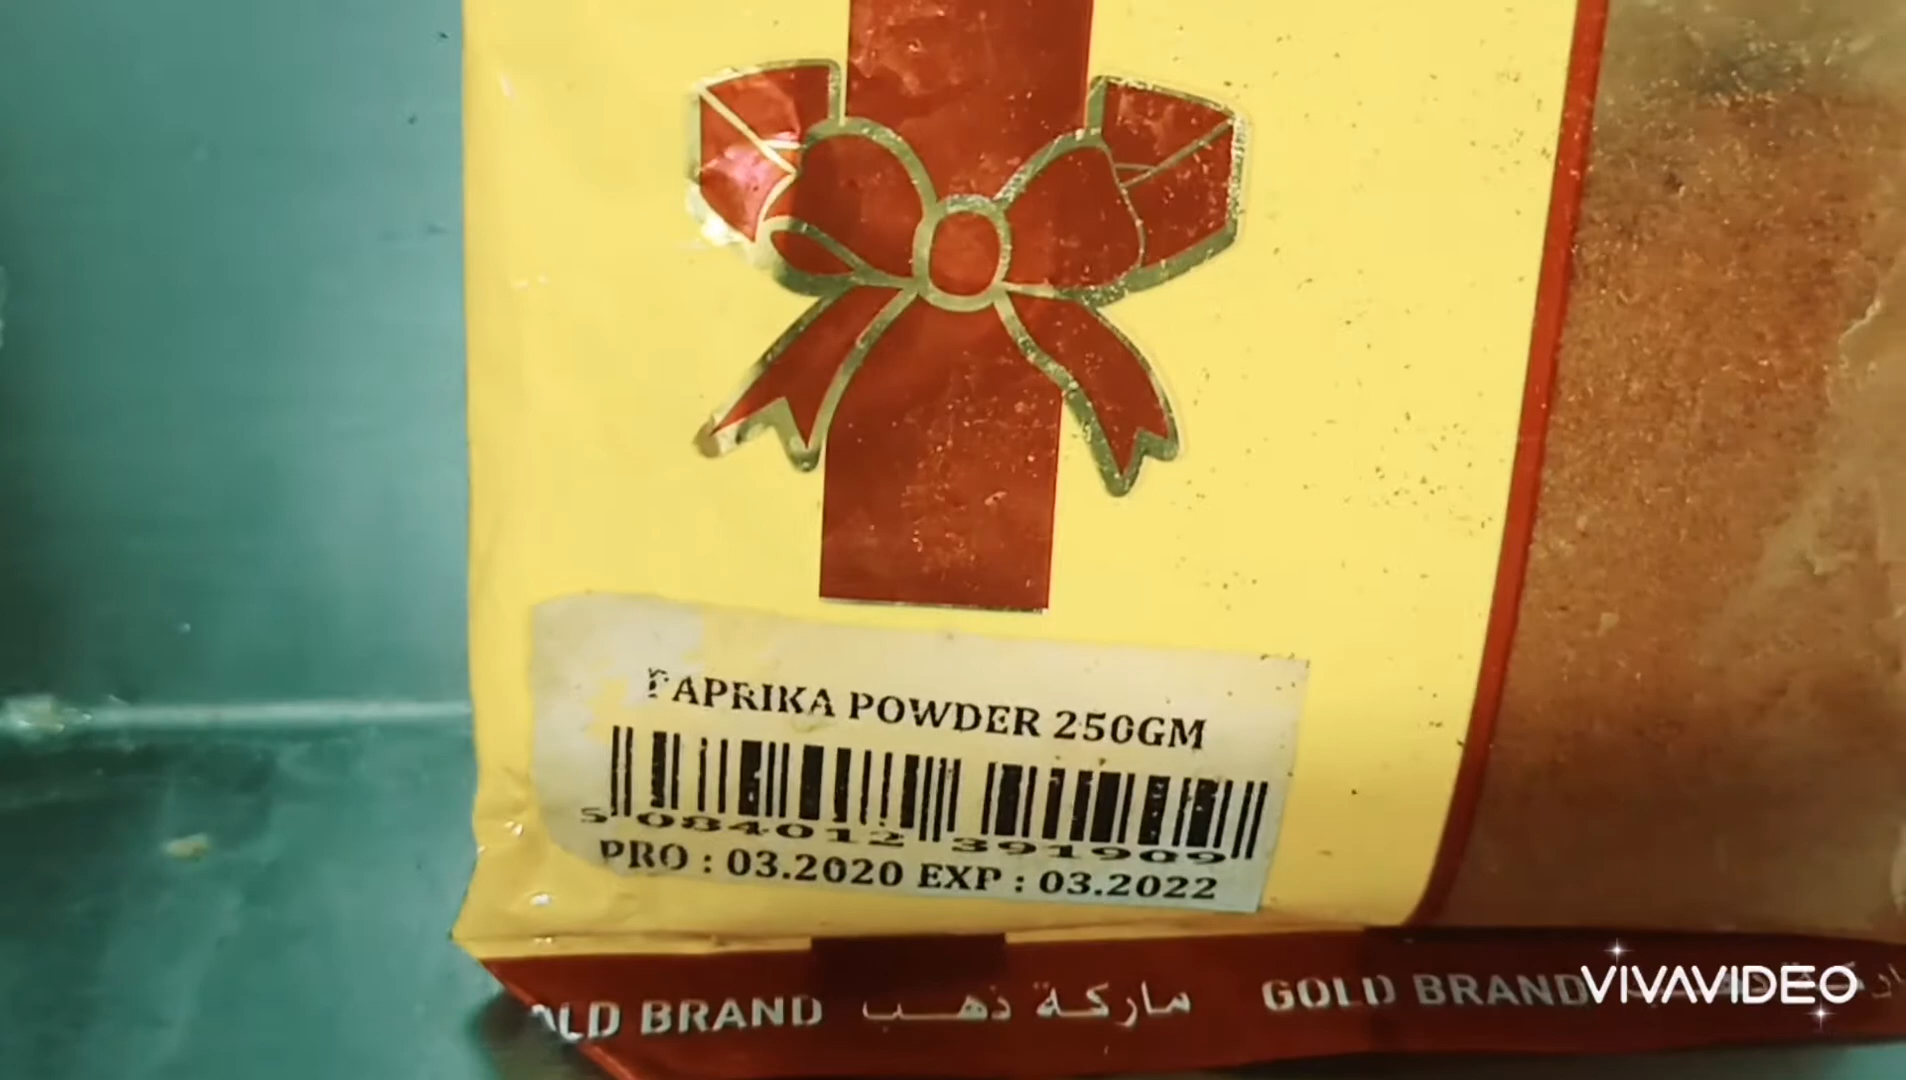 PAPRIKA POWDER 250GM
5 084012 391909
PRO : 03.2020 EXP : 03.2022
GOLD BRAND ماركة ذهب GOLD BRAND
VIVAVIDEO